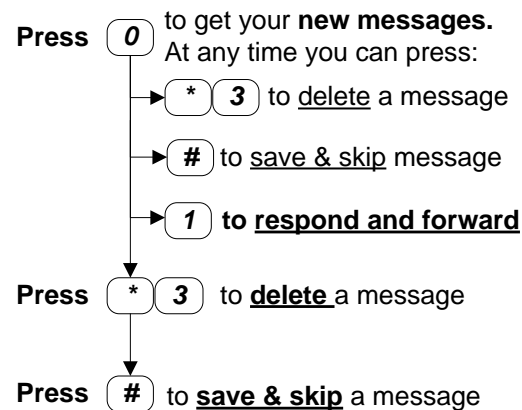 Press 0 to get your new messages.
At any time you can press:
* 3 to delete a message
# to save & skip message
1 to respond and forward
Press * 3 to delete a message
Press # to save & skip a message